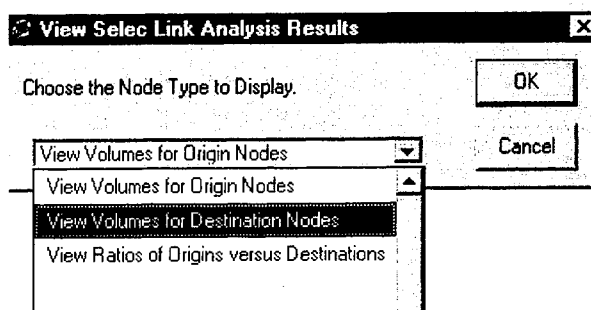 View Selec Link Analysis Results
Choose the Node Type to Display.
OK
View Volumes for Origin Nodes
Cancel
View Volumes for Origin Nodes
View Volumes for Destination Nodes
View Ratios of Origins versus Destinations